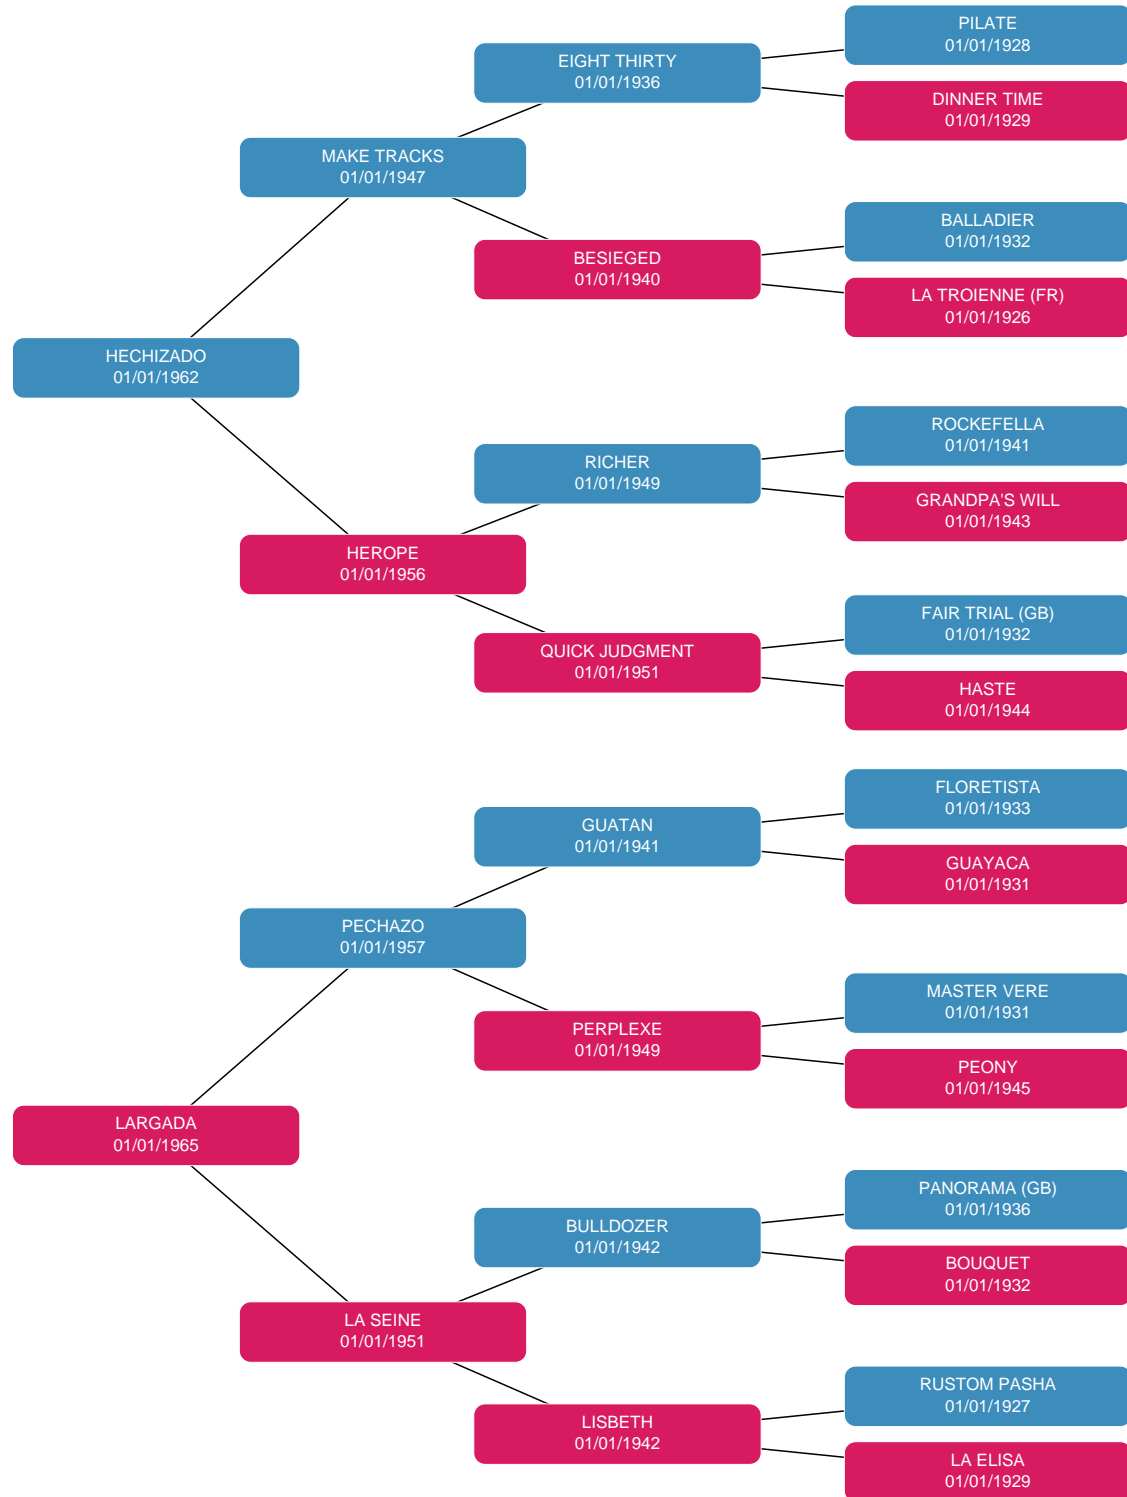 PILATE
01/01/1928
EIGHT THIRTY
01/01/1936
DINNER TIME
01/01/1929
MAKE TRACKS
01/01/1947
BALLADIER
01/01/1932
BESIEGED
01/01/1940
LA TROIENNE (FR)
01/01/1926
HECHIZADO
01/01/1962
ROCKEFELLA
01/01/1941
RICHER
01/01/1949
GRANDPA'S WILL
01/01/1943
HEROPE
01/01/1956
FAIR TRIAL (GB)
01/01/1932
QUICK JUDGMENT
01/01/1951
HASTE
01/01/1944
FLORETISTA
01/01/1933
GUATAN
01/01/1941
GUAYACA
01/01/1931
PECHAZO
01/01/1957
MASTER VERE
01/01/1931
PERPLEXE
01/01/1949
PEONY
01/01/1945
LARGADA
01/01/1965
PANORAMA (GB)
01/01/1936
BULLDOZER
01/01/1942
BOUQUET
01/01/1932
LA SEINE
01/01/1951
RUSTOM PASHA
01/01/1927
LISBETH
01/01/1942
LA ELISA
01/01/1929